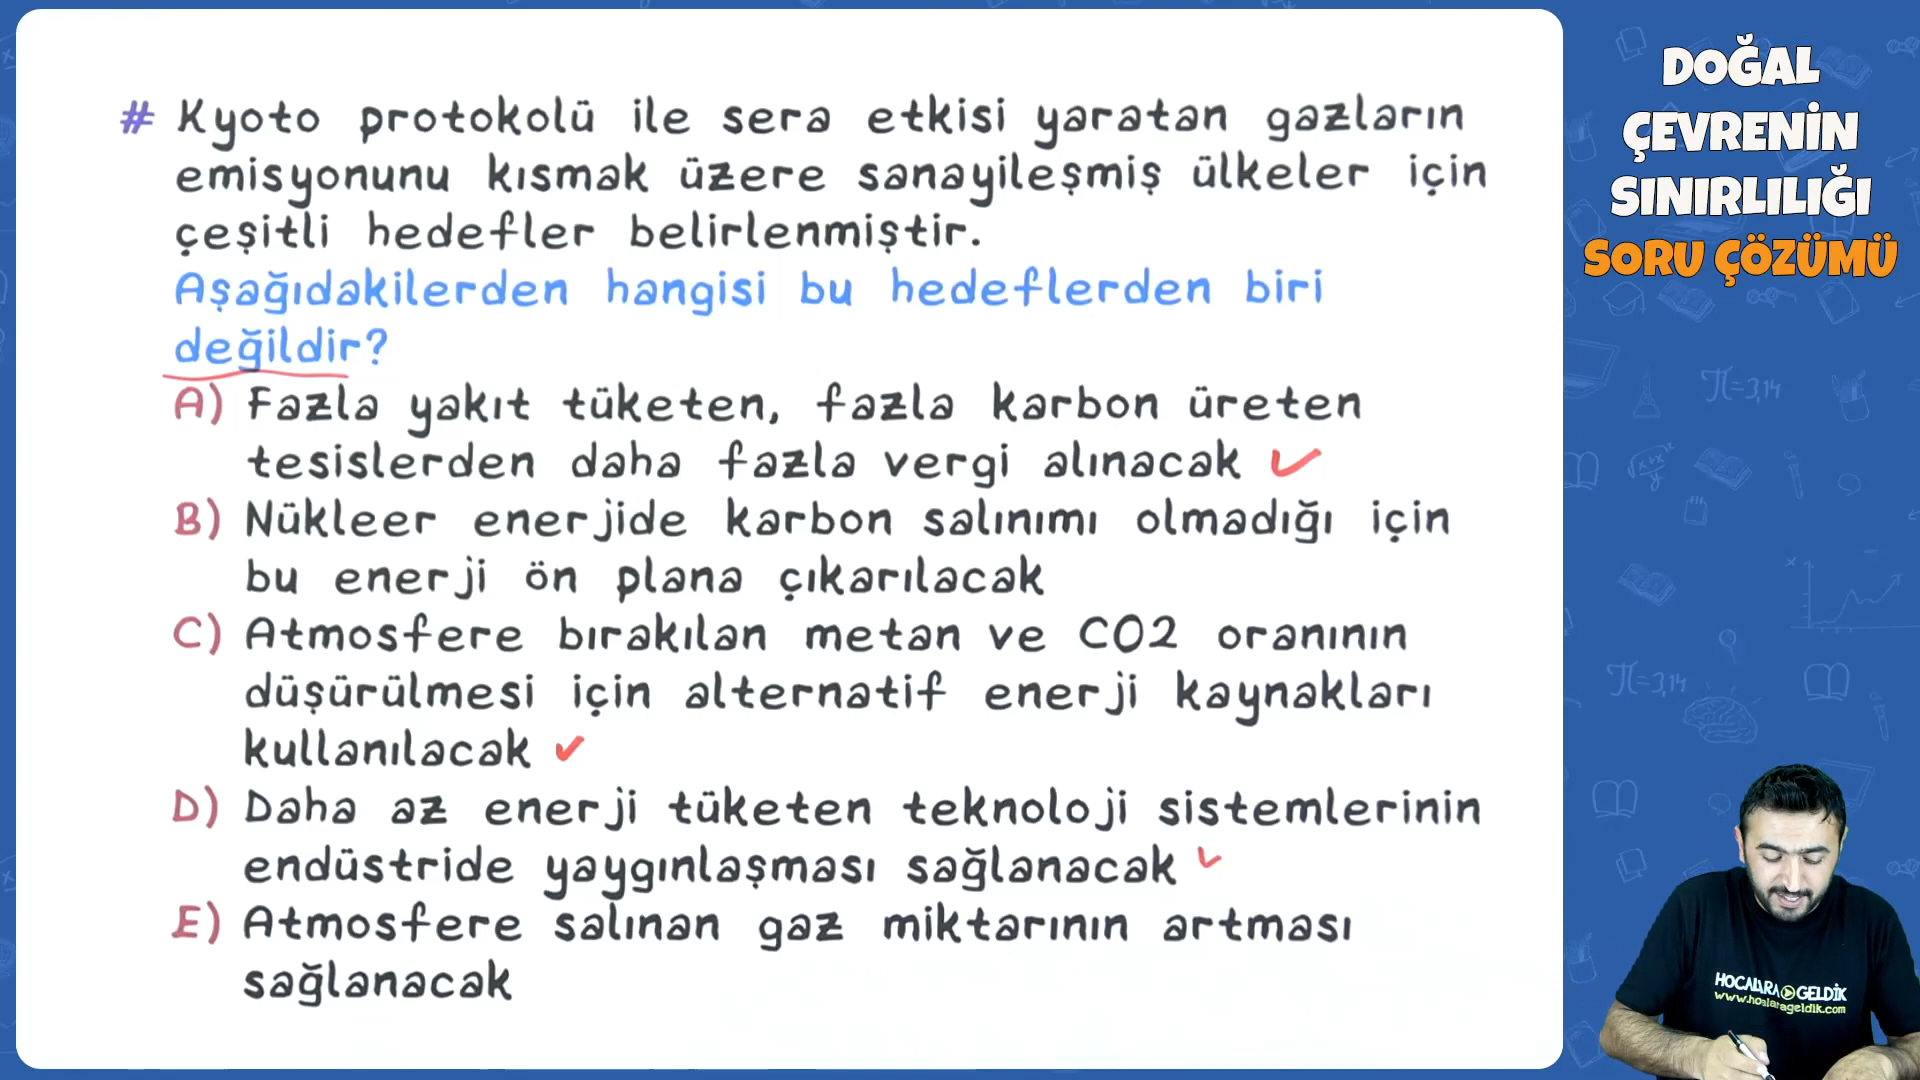 # Kyoto protokolü ile sera etkisi yaratan gazların
emisyonunu kısmak üzere sanayileşmiş ülkeler için
çeşitli hedefler belirlenmiştir.
Aşağıdakilerden hangisi bu hedeflerden biri
değildir?
A) Fazla yakıt tüketen, fazla karbon üreten
tesislerden daha fazla vergi alınacak
B) Nükleer enerjide karbon salınımı olmadığı için
bu enerji ön plana çıkarılacak
C) Atmosfere bırakılan metan ve CO2 oranının
düşürülmesi için alternatif enerji kaynakları
kullanılacak
D) Daha az enerji tüketen teknoloji sistemlerinin
endüstride yaygınlaşması sağlanacak
E) Atmosfere salınan gaz miktarının artması
sağlanacak
DOĞAL
ÇEVRENİN
SINIRLILIĞI
SORU ÇÖZÜMÜ
π=3,14
π=3,14
HOCALARA GELDİK
www.hocalarageldik.com